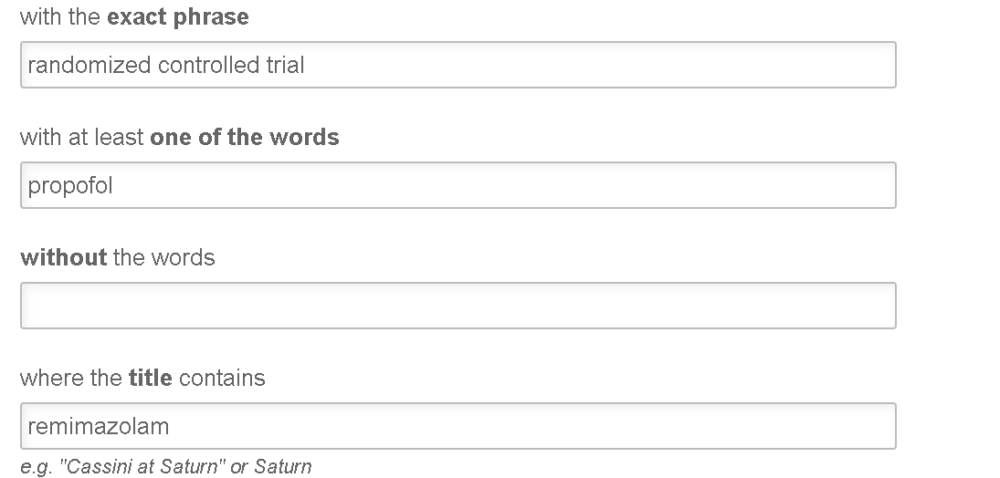 with the exact phrase
randomized controlled trial
with at least one of the words
propofol
without the words
where the title contains
remimazolam
e.g. "Cassini at Saturn" or Saturn